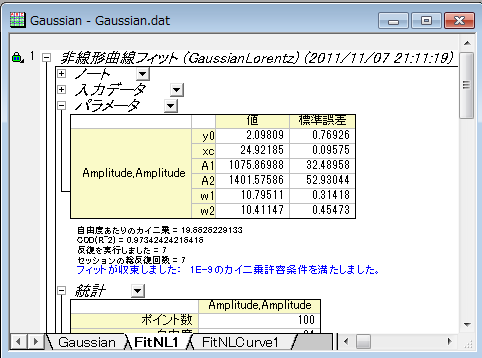 Gaussian - Gaussian.dat
1 非線形曲線フィット (GaussianLorentz) (2011/11/07 21:11:19)
ノート
入力データ
パラメータ
値 標準誤差
Amplitude,Amplitude
y0 2.09809 0.76926
xc 24.92185 0.09575
A1 1075.86988 32.48958
A2 1401.57586 52.93044
w1 10.79511 0.31418
w2 10.41147 0.45473
自由度あたりのカイ二乗 = 19.6628229133
COD(R^2) = 0.97342424218418
反復を実行しました = 7
セッションの総反復回数 = 7
フィットが収束しました: 1E-9のカイ二乗許容条件を満たしました。
統計
Amplitude,Amplitude
ポイント数 100
自由度 94
Gaussian FitNL1 FitNLCurve1